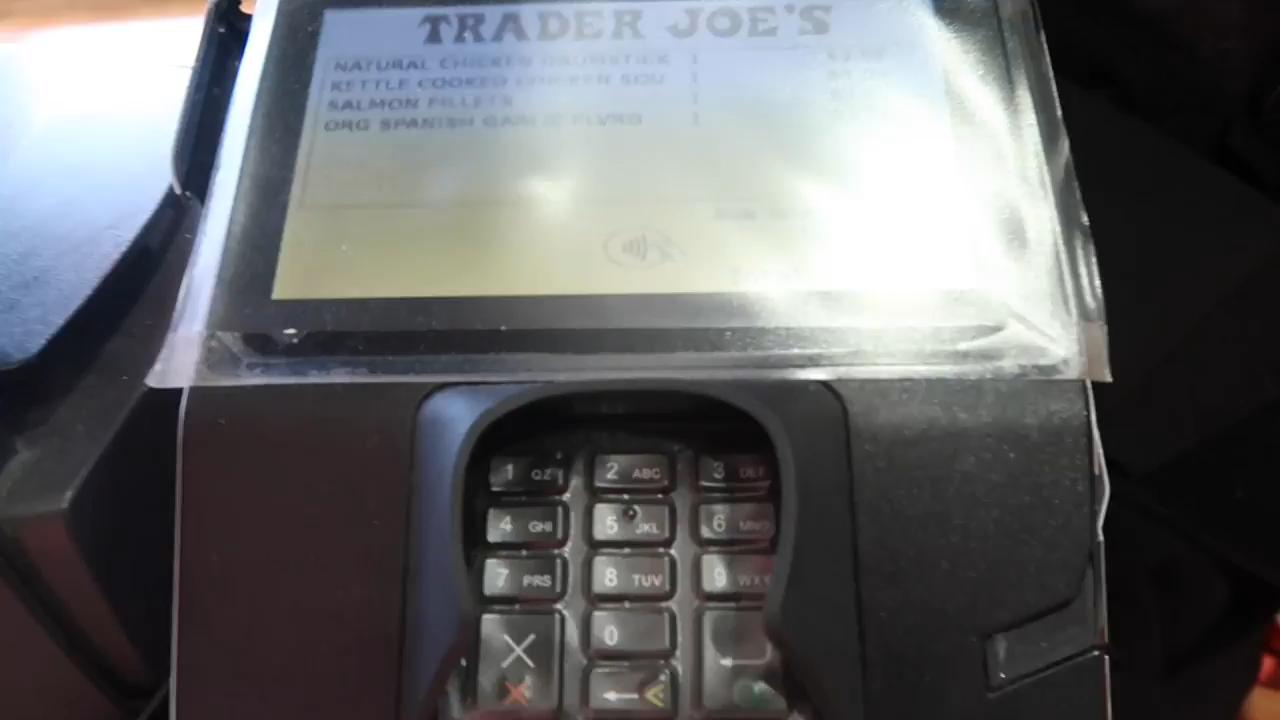 TRADER JOE'S
NATURAL CHICKEN DRUMSTICK 1
KETTLE COOKED CHICKEN SOU 1
SALMON FILLETS 1
ORG SPANISH GARLIC FLVRD 1
1 QZ 2 ABC 3 DEF
4 GHI 5 JKL 6 MNO
7 PRS 8 TUV 9 WXY
0